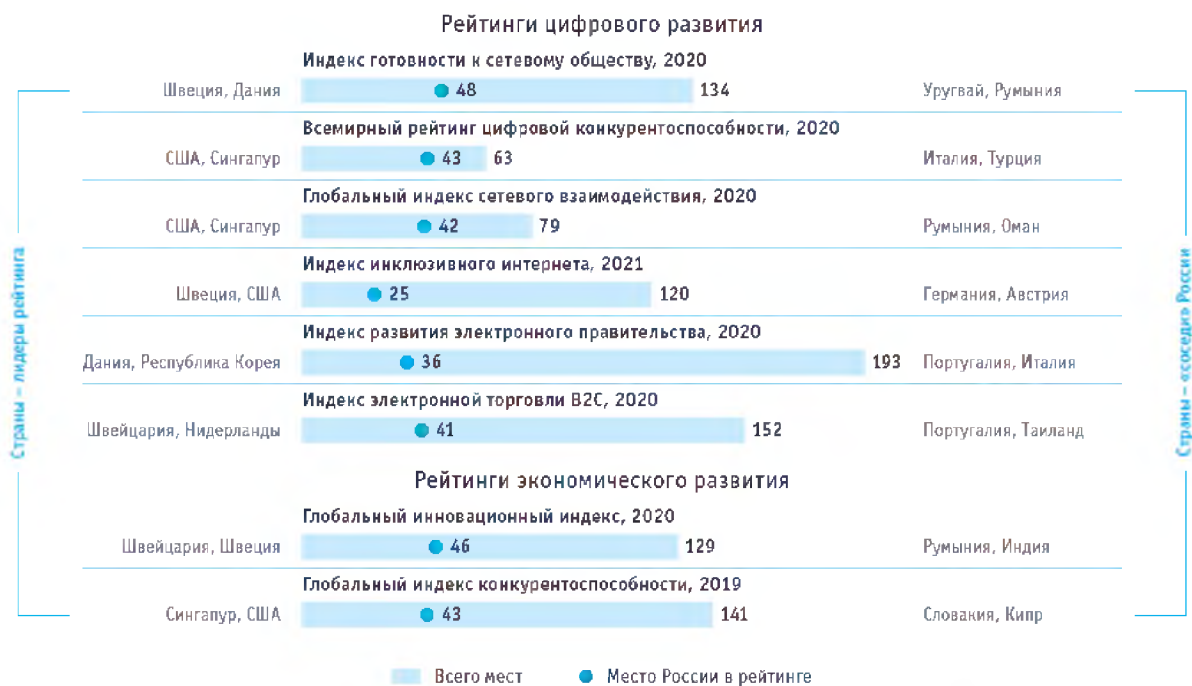 Рейтинги цифрового развития
Индекс готовности к сетевому обществу, 2020
Швеция, Дания 48 134 Уругвай, Румыния
Всемирный рейтинг цифровой конкурентоспособности, 2020
США, Сингапур 43 63 Италия, Турция
Глобальный индекс сетевого взаимодействия, 2020
США, Сингапур 42 79 Румыния, Оман
Индекс инклюзивного интернета, 2021
Швеция, США 25 120 Германия, Австрия
Индекс развития электронного правительства, 2020
Дания, Республика Корея 36 193 Португалия, Италия
Индекс электронной торговли B2C, 2020
Швейцария, Нидерланды 41 152 Португалия, Таиланд
Рейтинги экономического развития
Глобальный инновационный индекс, 2020
Швейцария, Швеция 46 129 Румыния, Индия
Глобальный индекс конкурентоспособности, 2019
Сингапур, США 43 141 Словакия, Кипр
Страны – лидеры рейтинга
Страны – «соседи» России
Всего мест Место России в рейтинге